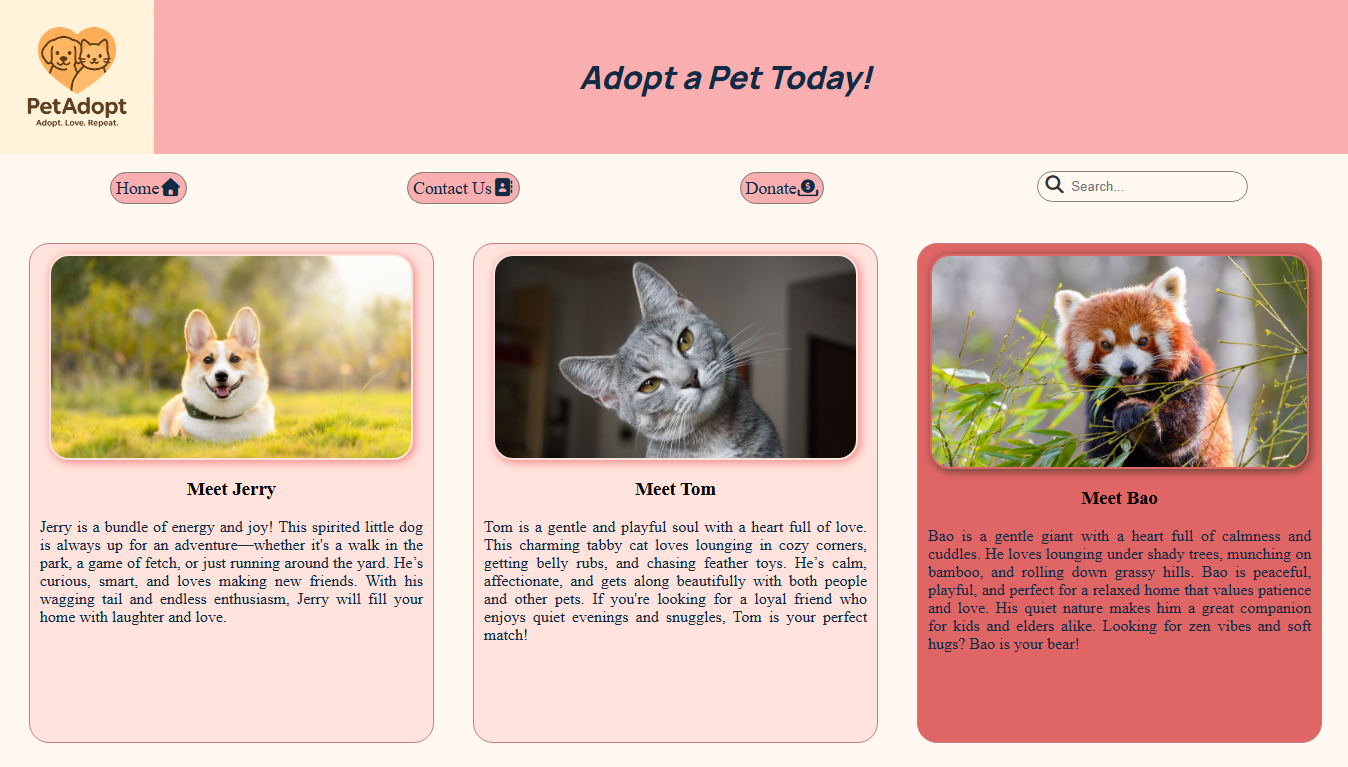 PetAdopt
Adopt. Love. Repeat.
Adopt a Pet Today!
Home
Contact Us
Donate
Search...
Meet Jerry
Jerry is a bundle of energy and joy! This spirited little dog
is always up for an adventure—whether it's a walk in the
park, a game of fetch, or just running around the yard. He’s
curious, smart, and loves making new friends. With his
wagging tail and endless enthusiasm, Jerry will fill your
home with laughter and love.
Meet Tom
Tom is a gentle and playful soul with a heart full of love.
This charming tabby cat loves lounging in cozy corners,
getting belly rubs, and chasing feather toys. He’s calm,
affectionate, and gets along beautifully with both people
and other pets. If you're looking for a loyal friend who
enjoys quiet evenings and snuggles, Tom is your perfect
match!
Meet Bao
Bao is a gentle giant with a heart full of calmness and
cuddles. He loves lounging under shady trees, munching on
bamboo, and rolling down grassy hills. Bao is peaceful,
playful, and perfect for a relaxed home that values patience
and love. His quiet nature makes him a great companion
for kids and elders alike. Looking for zen vibes and soft
hugs? Bao is your bear!